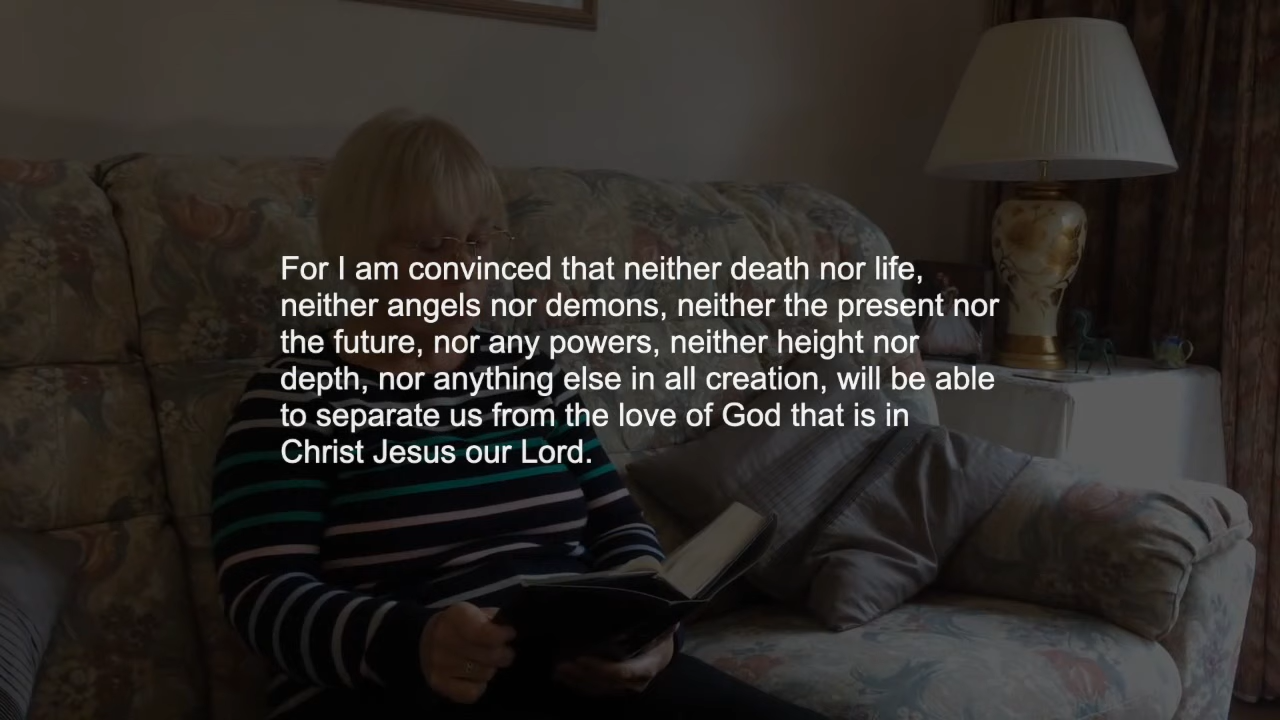 For I am convinced that neither death nor life,
neither angels nor demons, neither the present nor
the future, nor any powers, neither height nor
depth, nor anything else in all creation, will be able
to separate us from the love of God that is in
Christ Jesus our Lord.